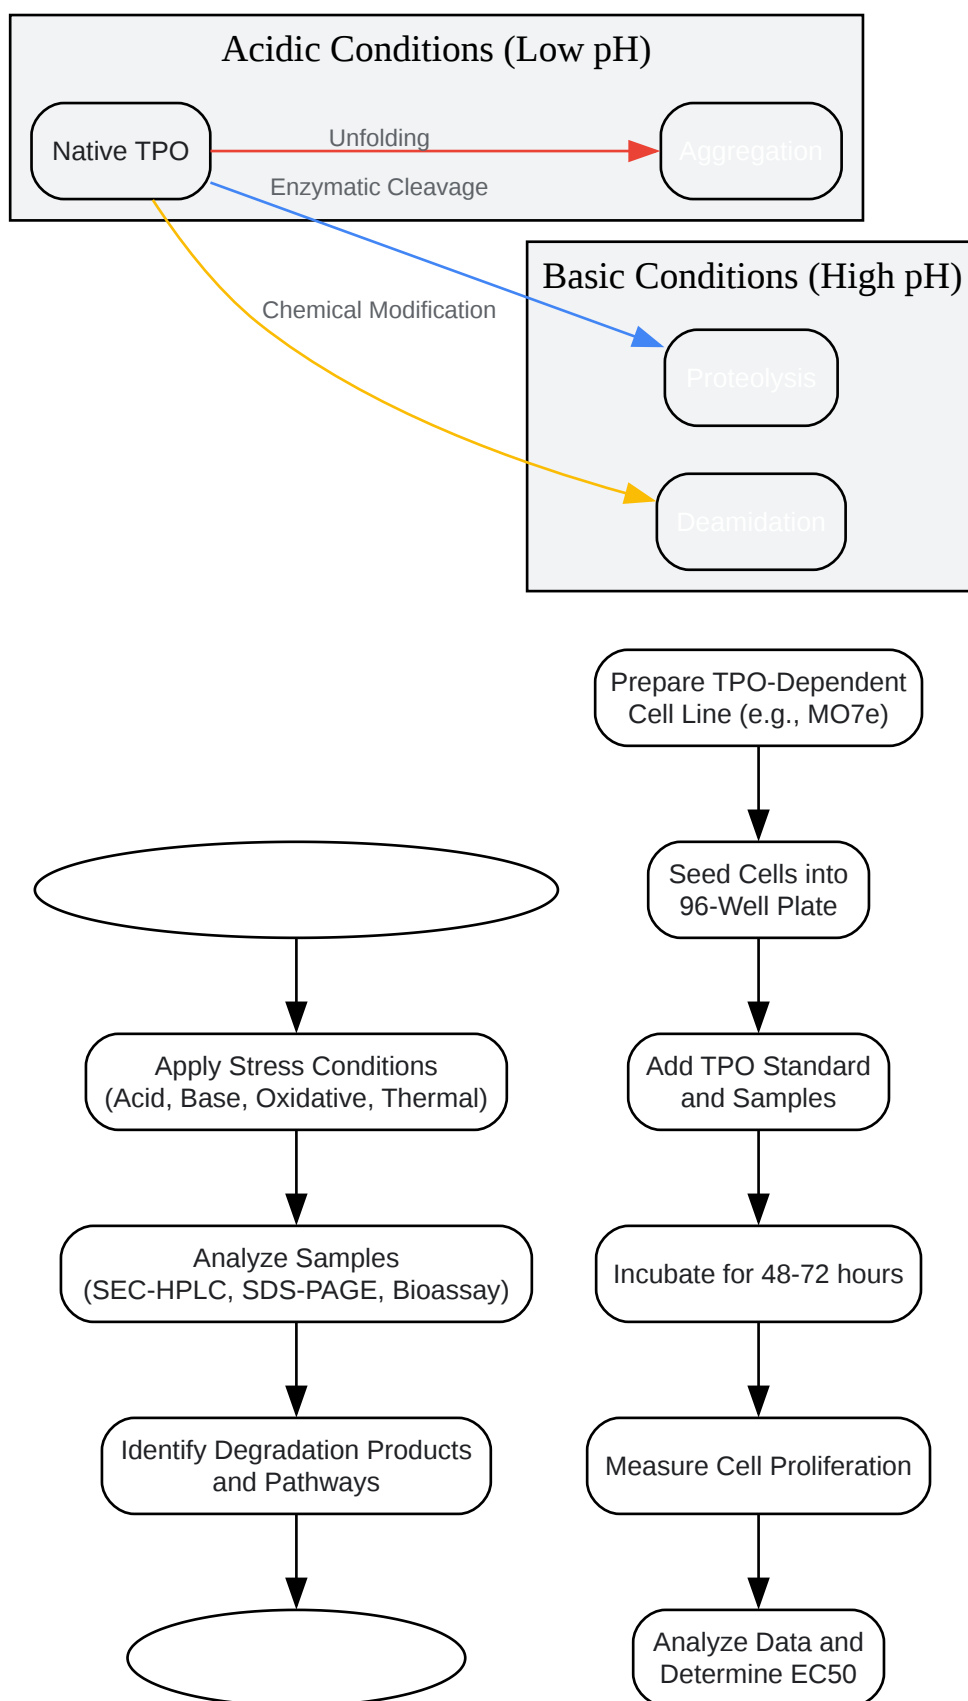 Acidic Conditions (Low pH)
Native TPO
Unfolding
Aggregation
Enzymatic Cleavage
Basic Conditions (High pH)
Chemical Modification
Proteolysis
Deamidation
Prepare TPO-Dependent
Cell Line (e.g., MO7e)
Seed Cells into
96-Well Plate
Add TPO Standard
and Samples
Incubate for 48-72 hours
Measure Cell Proliferation
Analyze Data and
Determine EC50
Apply Stress Conditions
(Acid, Base, Oxidative, Thermal)
Analyze Samples
(SEC-HPLC, SDS-PAGE, Bioassay)
Identify Degradation Products
and Pathways